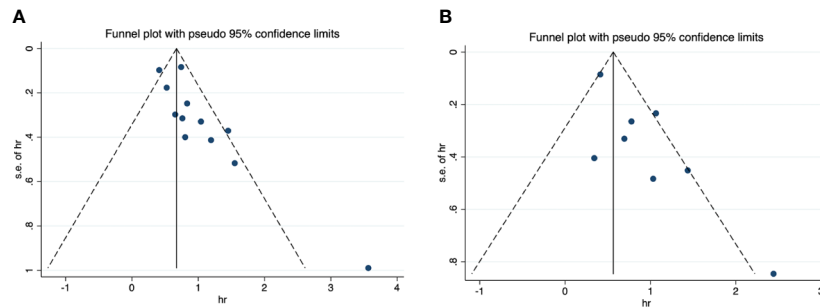 A
Funnel plot with pseudo 95% confidence limits
s.e. of hr
0
.2
.4
.6
.8
1
-1
0
1
2
3
4
hr
B
Funnel plot with pseudo 95% confidence limits
s.e. of hr
0
.2
.4
.6
.8
-1
0
1
2
3
hr